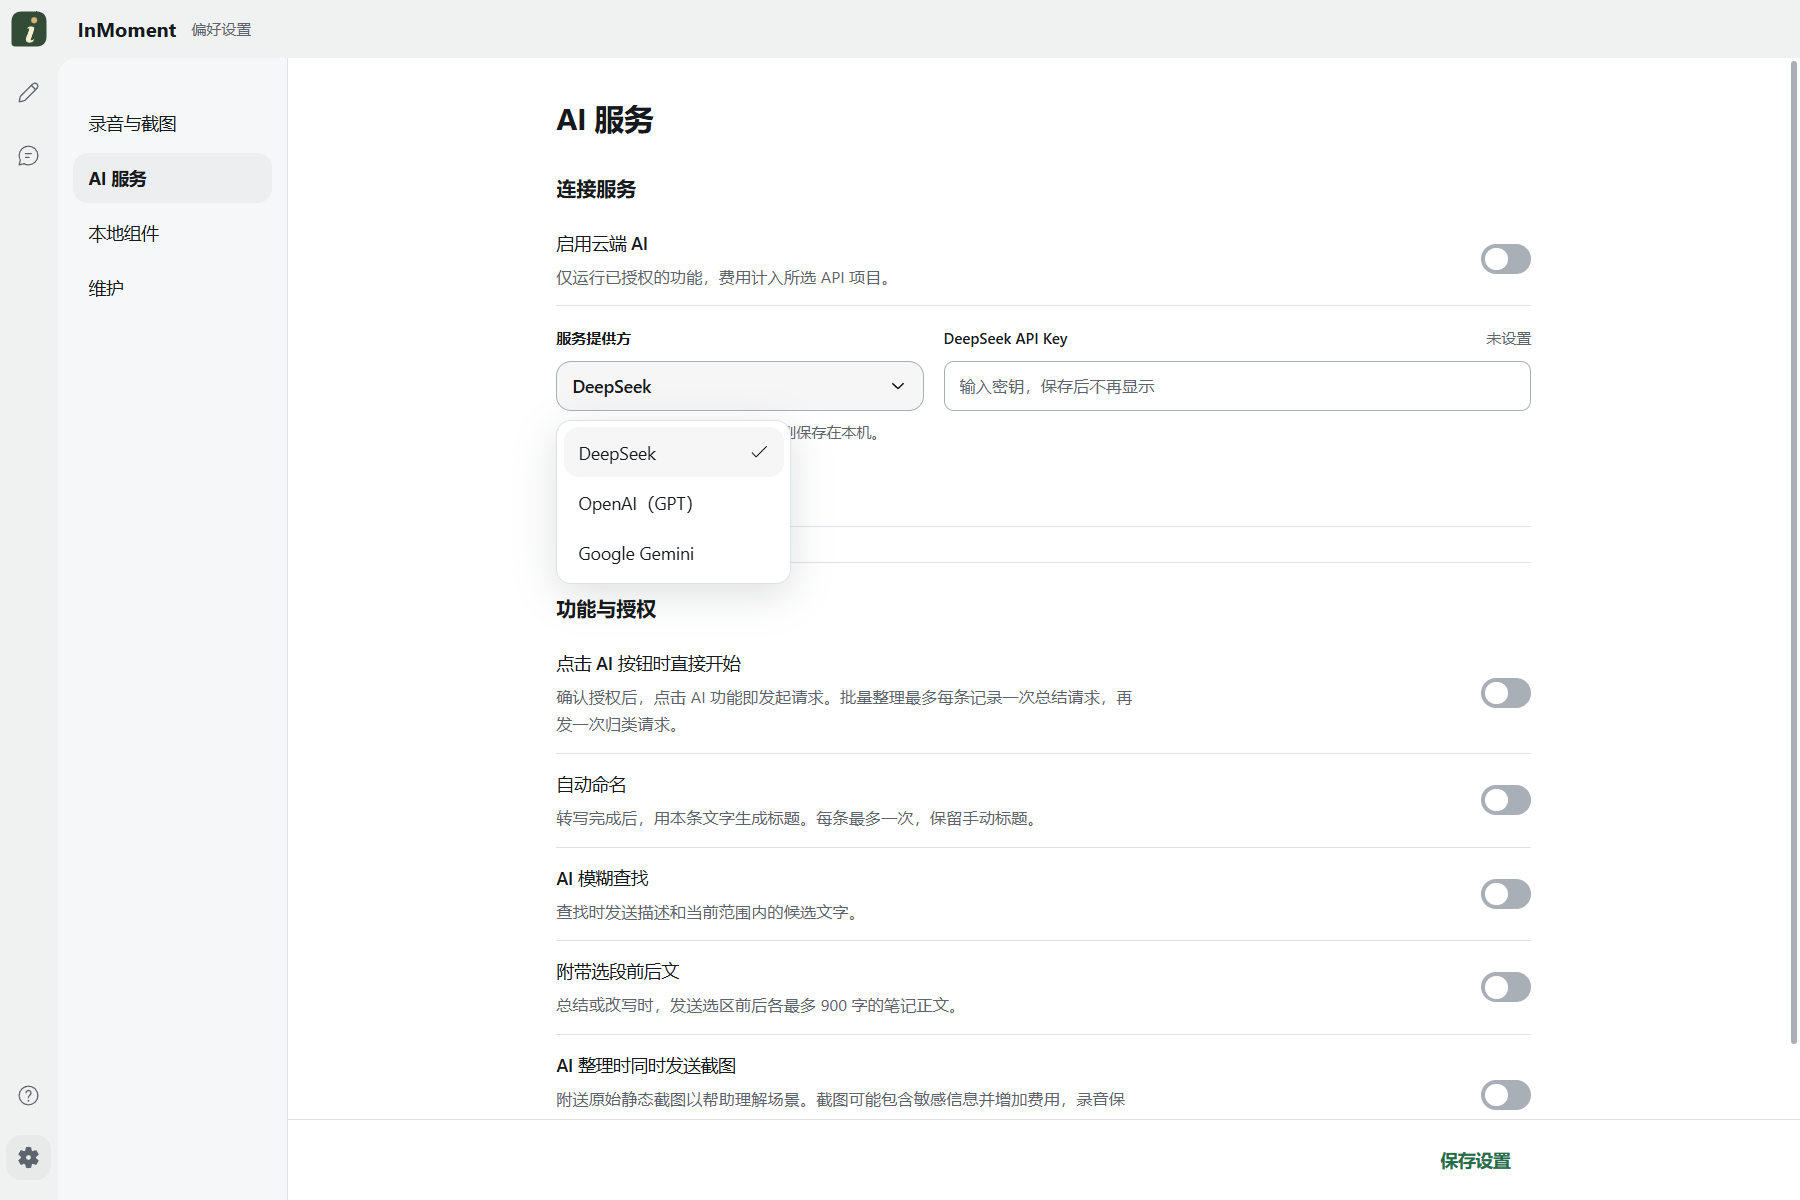 InMoment 偏好设置
录音与截图
AI 服务
本地组件
维护
AI 服务
连接服务
启用云端 AI
仅运行已授权的功能，费用计入所选 API 项目。
服务提供方
DeepSeek API Key
未设置
DeepSeek
输入密钥，保存后不再显示
保存在本机。
DeepSeek
OpenAI（GPT）
Google Gemini
功能与授权
点击 AI 按钮时直接开始
确认授权后，点击 AI 功能即发起请求。批量整理最多每条记录一次总结请求，再
发一次归类请求。
自动命名
转写完成后，用本条文字生成标题。每条最多一次，保留手动标题。
AI 模糊查找
查找时发送描述和当前范围内的候选文字。
附带选段前后文
总结或改写时，发送选区前后各最多 900 字的笔记正文。
AI 整理时同时发送截图
附送原始静态截图以帮助理解场景。截图可能包含敏感信息并增加费用，录音保
保存设置